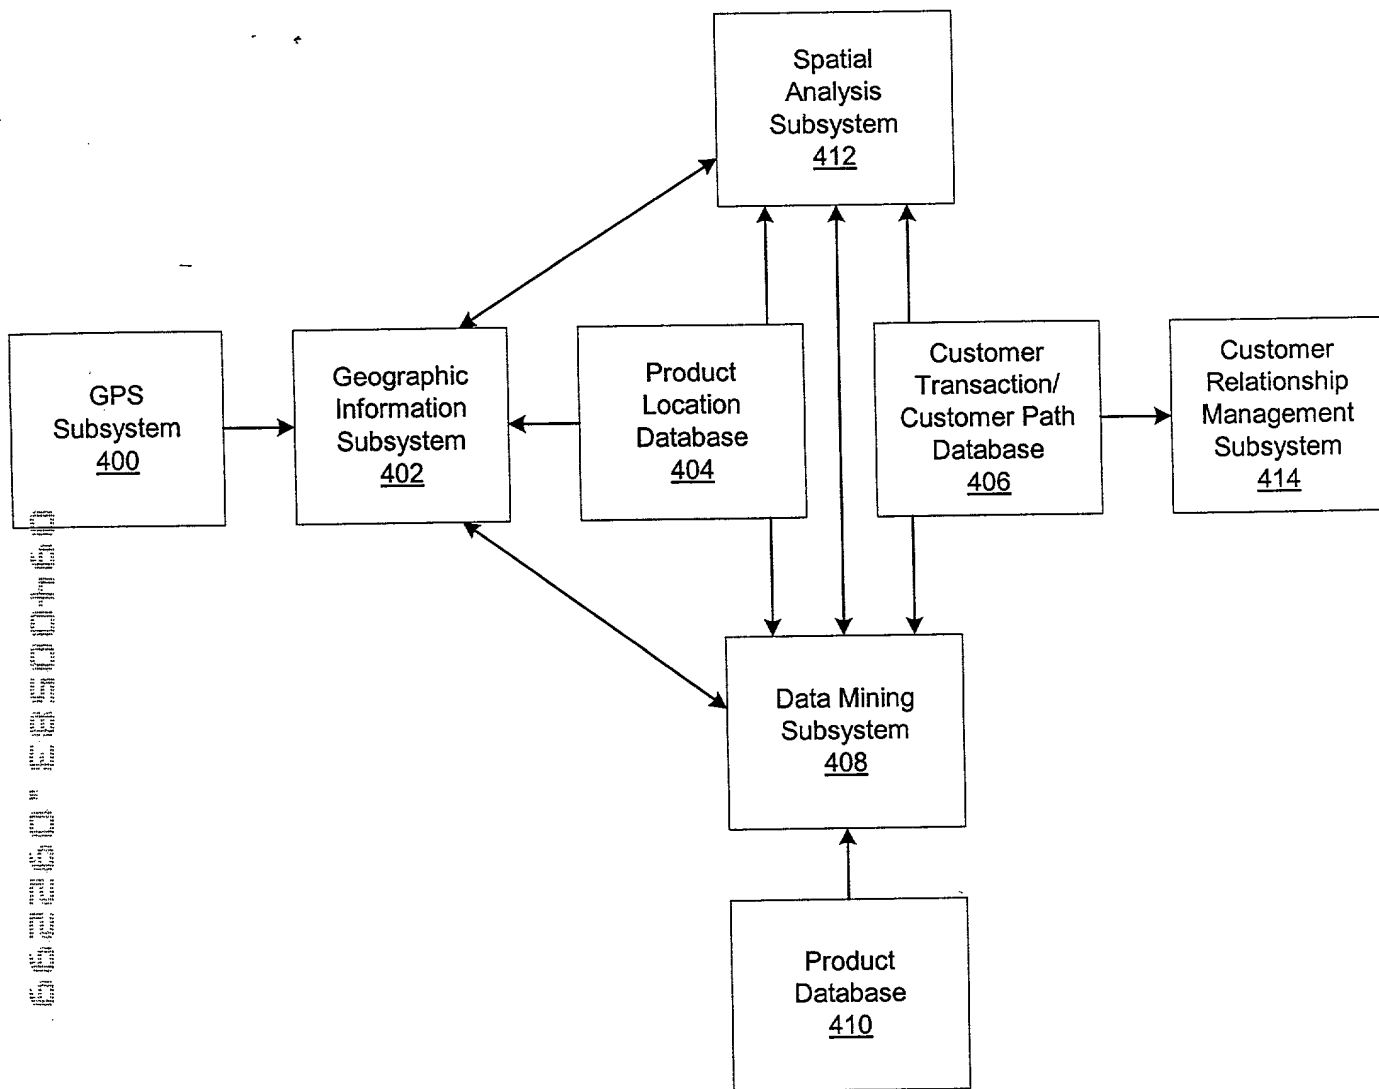 Spatial
Analysis
Subsystem
412
GPS
Subsystem
400
Geographic
Information
Subsystem
402
Product
Location
Database
404
Customer
Transaction/
Customer Path
Database
406
Customer
Relationship
Management
Subsystem
414
Data Mining
Subsystem
408
Product
Database
410